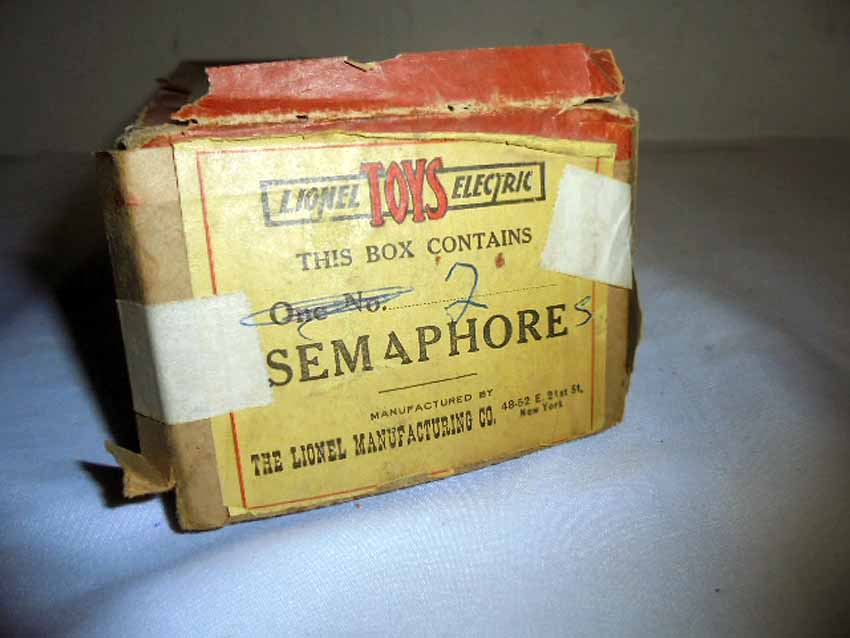 LIONEL TOYS ELECTRIC
THIS BOX CONTAINS
One No. 2
SEMAPHORES
MANUFACTURED BY
THE LIONEL MANUFACTURING CO.
48-52 E. 21st St,
New York